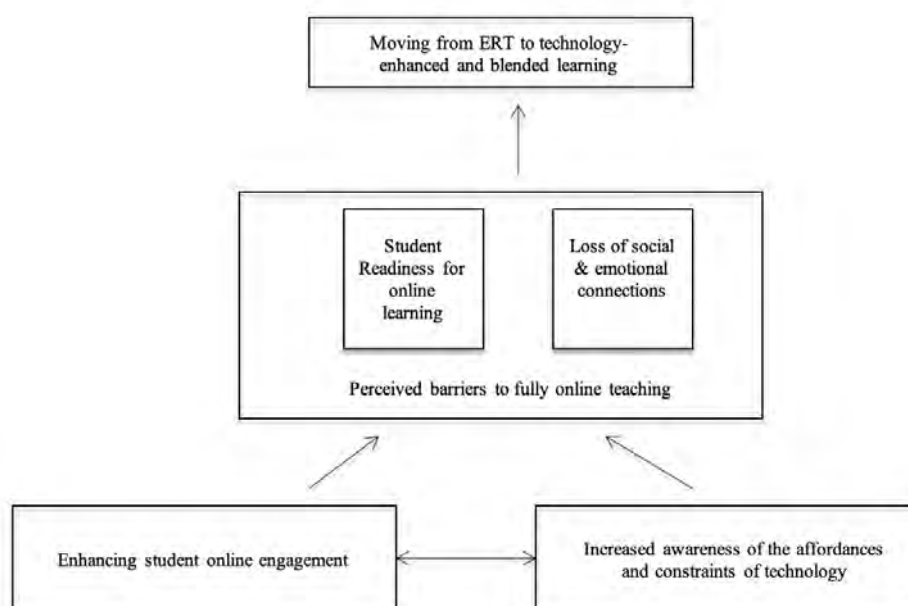 Moving from ERT to technology-
enhanced and blended learning
Student
Readiness for
online
learning
Loss of social
& emotional
connections
Perceived barriers to fully online teaching
Enhancing student online engagement
Increased awareness of the affordances
and constraints of technology